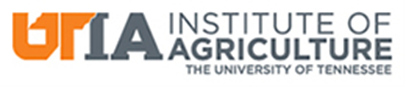 UTIA INSTITUTE OF
AGRICULTURE
THE UNIVERSITY OF TENNESSEE